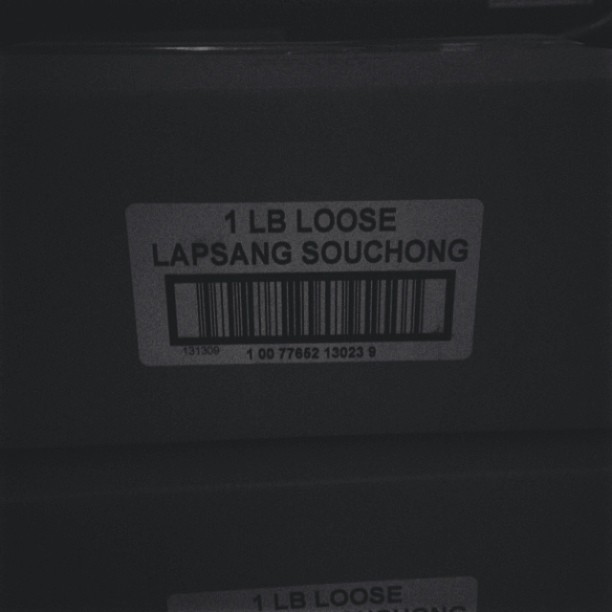 1 LB LOOSE
LAPSANG SOUCHONG
131309
1 00 77652 13023 9
1 LB LOOSE